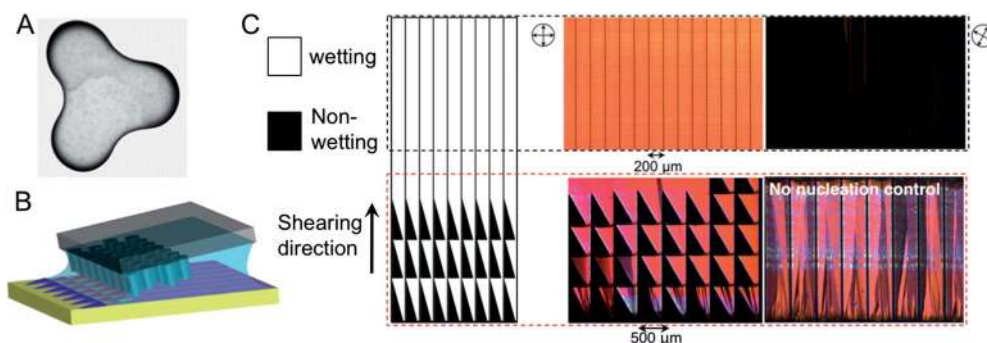 A
C
wetting
Non-
wetting
200 µm
B
Shearing
direction
No nucleation control
500 µm